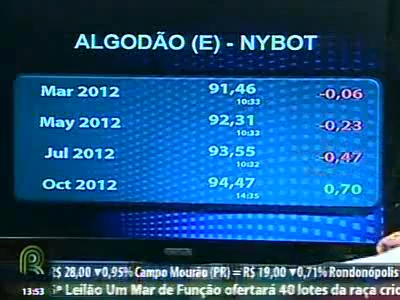 ALGODÃO (E) - NYBOT
Mar 2012 91,46 -0,06
10:33
May 2012 92,31 -0,23
10:33
Jul 2012 93,55 -0,47
10:32
Oct 2012 94,47 0,70
14:35
R$ 28,00 ▼0,95% Campo Mourão (PR) = R$ 19,00 ▼0,71% Rondonópolis
13:53 Leilão Um Mar de Função ofertará 40 lotes da raça crio